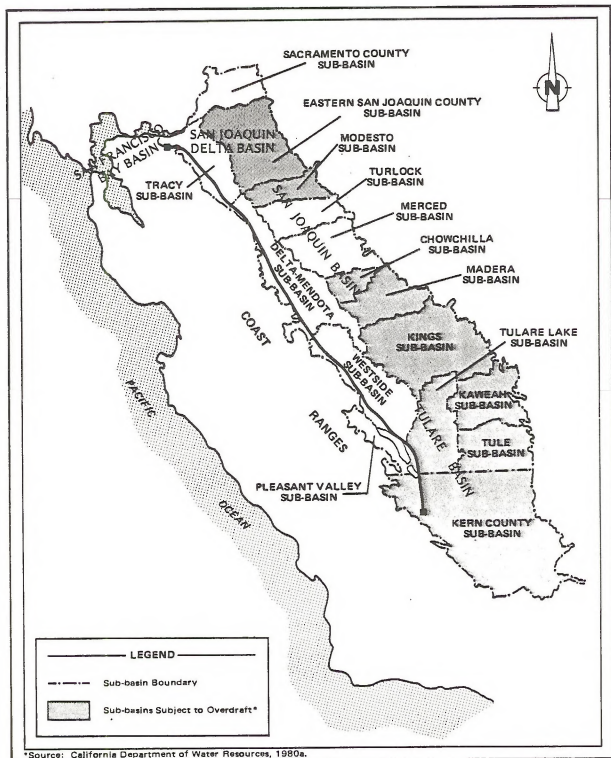 SACRAMENTO COUNTY
SUB-BASIN
N
EASTERN SAN JOAQUIN COUNTY
SUB-BASIN
SAN FRANCISCO
BAY BASIN
SAN JOAQUIN
DELTA BASIN
MODESTO
SUB-BASIN
TRACY
SUB-BASIN
TURLOCK
SUB-BASIN
SAN JOAQUIN BASIN
MERCED
SUB-BASIN
CHOWCHILLA
SUB-BASIN
DELTA-MENDOTA
SUB-BASIN
MADERA
SUB-BASIN
COAST
RANGES
KINGS
SUB-BASIN
TULARE LAKE
SUB-BASIN
WESTSIDE
SUB-BASIN
PACIFIC
OCEAN
KAWEAH
SUB-BASIN
TULARE BASIN
TULE
SUB-BASIN
PLEASANT VALLEY
SUB-BASIN
KERN COUNTY
SUB-BASIN
LEGEND
Sub-basin Boundary
Sub-basins Subject to Overdraft*
*Source: California Department of Water Resources, 1980a.